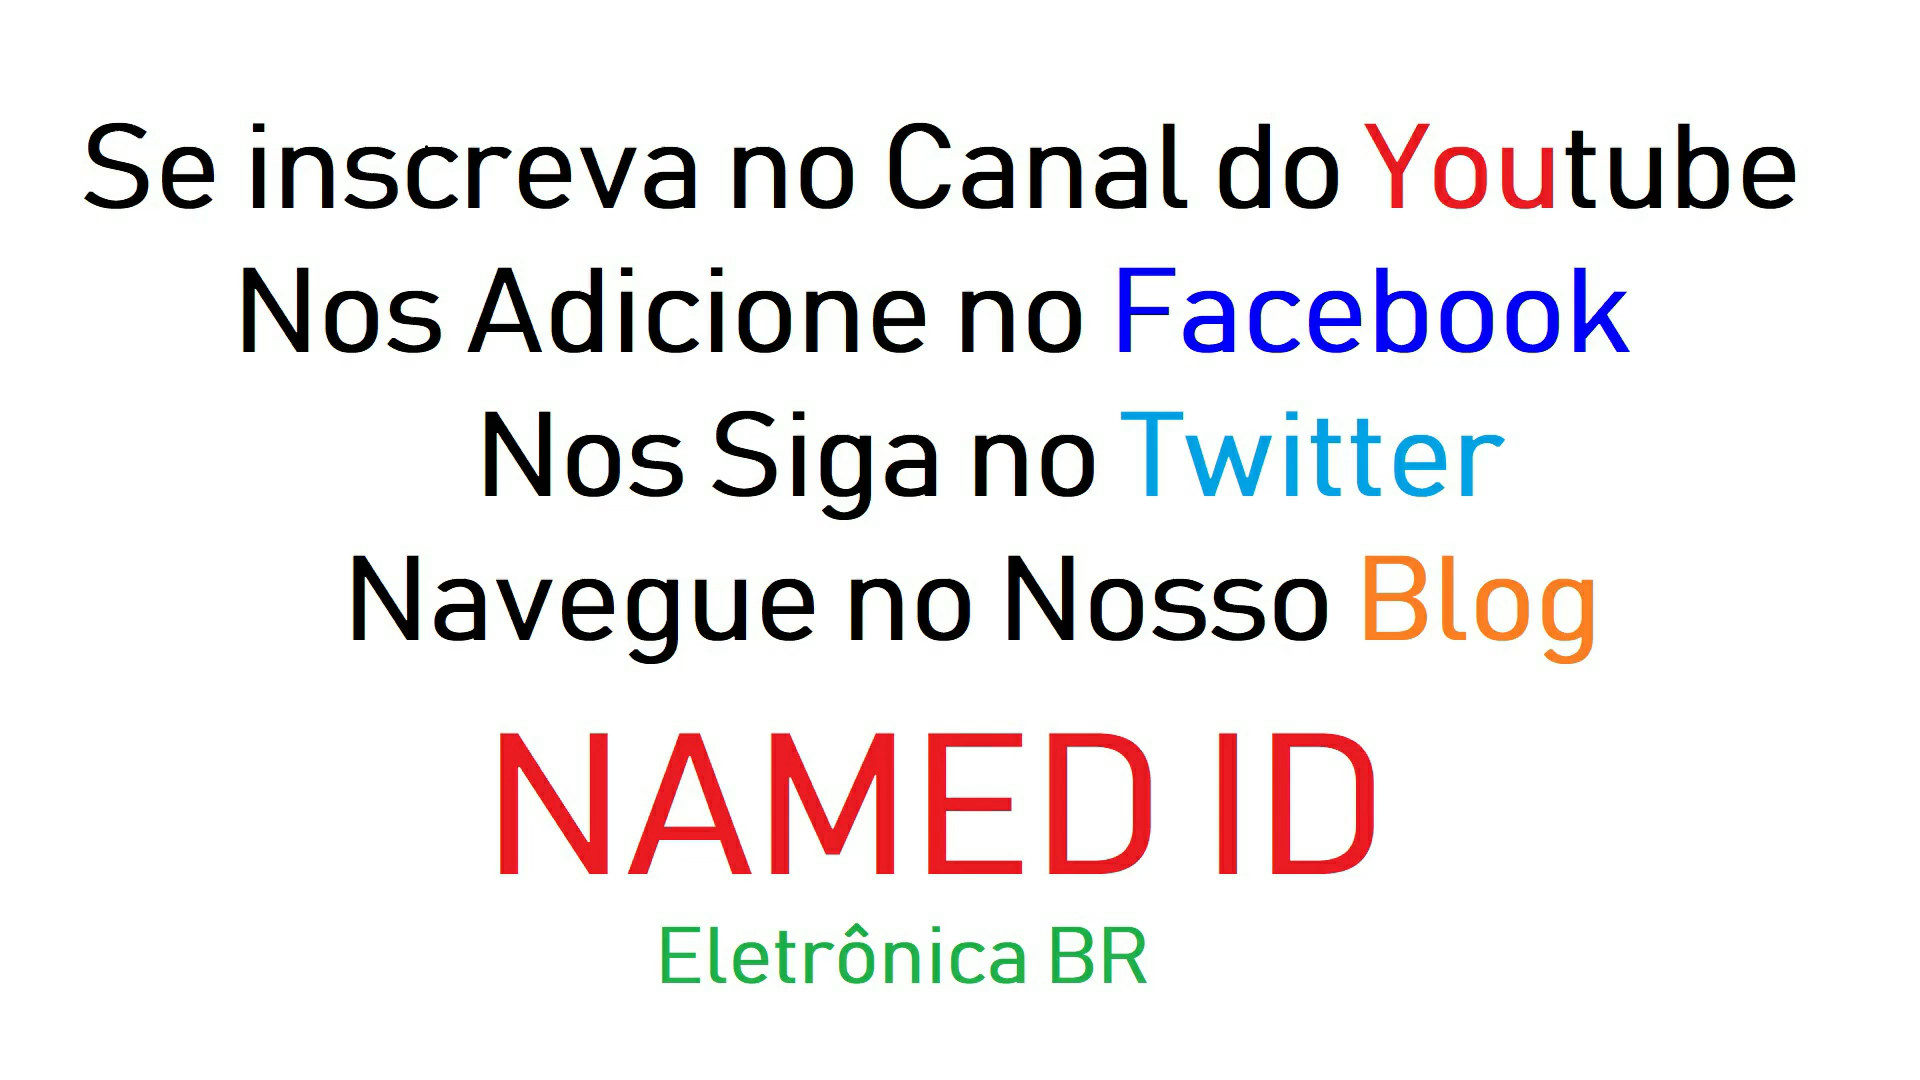 Se inscreva no Canal do Youtube
Nos Adicione no Facebook
Nos Siga no Twitter
Navegue no Nosso Blog
NAMED ID
Eletrônica BR